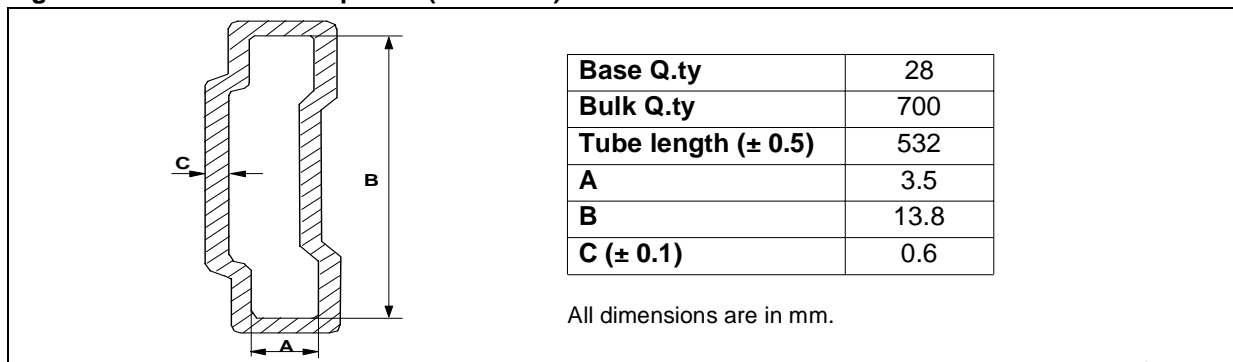 C
B
A
Base Q.ty 28
Bulk Q.ty 700
Tube length (± 0.5) 532
A 3.5
B 13.8
C (± 0.1) 0.6
All dimensions are in mm.